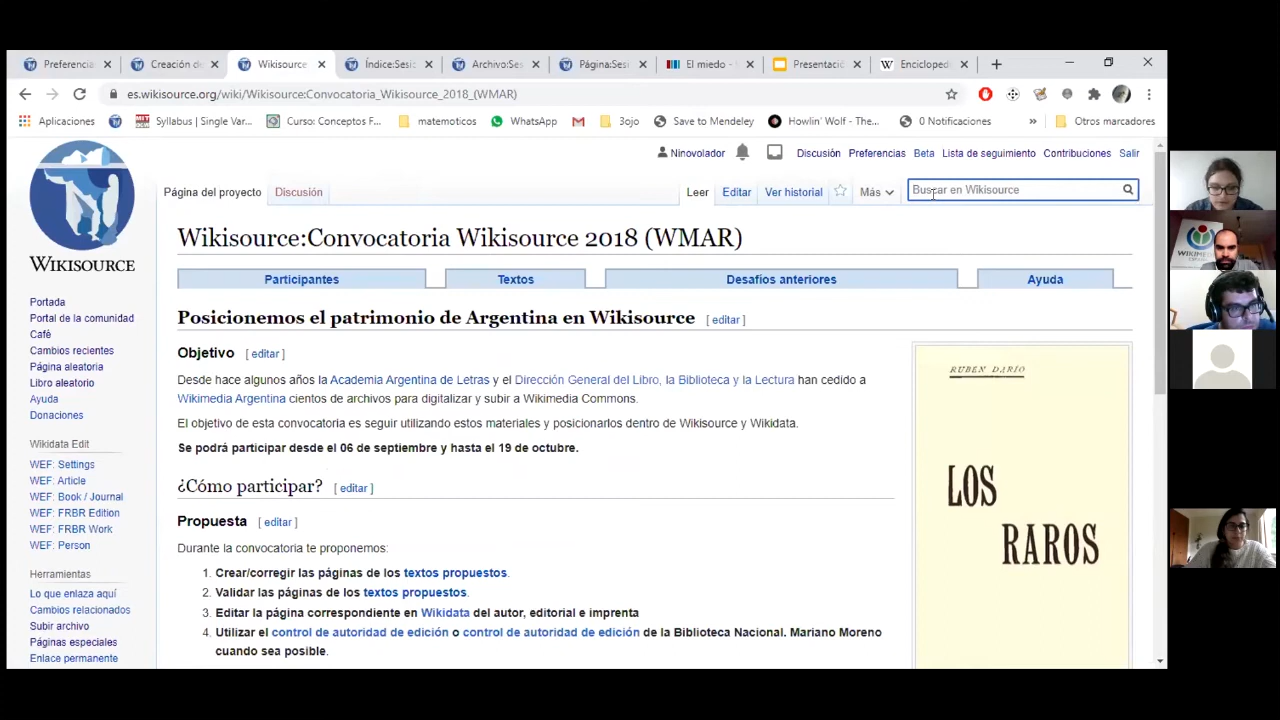 Preferencia
Creación de
Wikisource
Índice:Sesi
Archivo:Ses
Página:Sesi
El miedo -
Presentació
Encicloped
es.wikisource.org/wiki/Wikisource:Convocatoria_Wikisource_2018_(WMAR)
Aplicaciones
Syllabus | Single Var...
Curso: Conceptos F...
matemoticos
WhatsApp
3ojo
Save to Mendeley
Howlin' Wolf - The...
0 Notificaciones
»
Otros marcadores
Ninovolador
Discusión
Preferencias
Beta
Lista de seguimiento
Contribuciones
Salir
Página del proyecto
Discusión
Leer
Editar
Ver historial
Más
Buscar en Wikisource
WIKISOURCE
Portada
Portal de la comunidad
Café
Cambios recientes
Página aleatoria
Libro aleatorio
Ayuda
Donaciones
Wikidata Edit
WEF: Settings
WEF: Article
WEF: Book / Journal
WEF: FRBR Edition
WEF: FRBR Work
WEF: Person
Herramientas
Lo que enlaza aquí
Cambios relacionados
Subir archivo
Páginas especiales
Enlace permanente
Wikisource:Convocatoria Wikisource 2018 (WMAR)
Participantes
Textos
Desafíos anteriores
Ayuda
Posicionemos el patrimonio de Argentina en Wikisource [ editar ]
Objetivo [ editar ]
Desde hace algunos años la Academia Argentina de Letras y el Dirección General del Libro, la Biblioteca y la Lectura han cedido a
Wikimedia Argentina cientos de archivos para digitalizar y subir a Wikimedia Commons.
El objetivo de esta convocatoria es seguir utilizando estos materiales y posicionarlos dentro de Wikisource y Wikidata.
Se podrá participar desde el 06 de septiembre y hasta el 19 de octubre.
¿Cómo participar? [ editar ]
Propuesta [ editar ]
Durante la convocatoria te proponemos:
1. Crear/corregir las páginas de los textos propuestos.
2. Validar las páginas de los textos propuestos.
3. Editar la página correspondiente en Wikidata del autor, editorial e imprenta
4. Utilizar el control de autoridad de edición o control de autoridad de edición de la Biblioteca Nacional. Mariano Moreno
cuando sea posible.
RUBEN DARÍO
LOS
RAROS
WIKIMEDIA